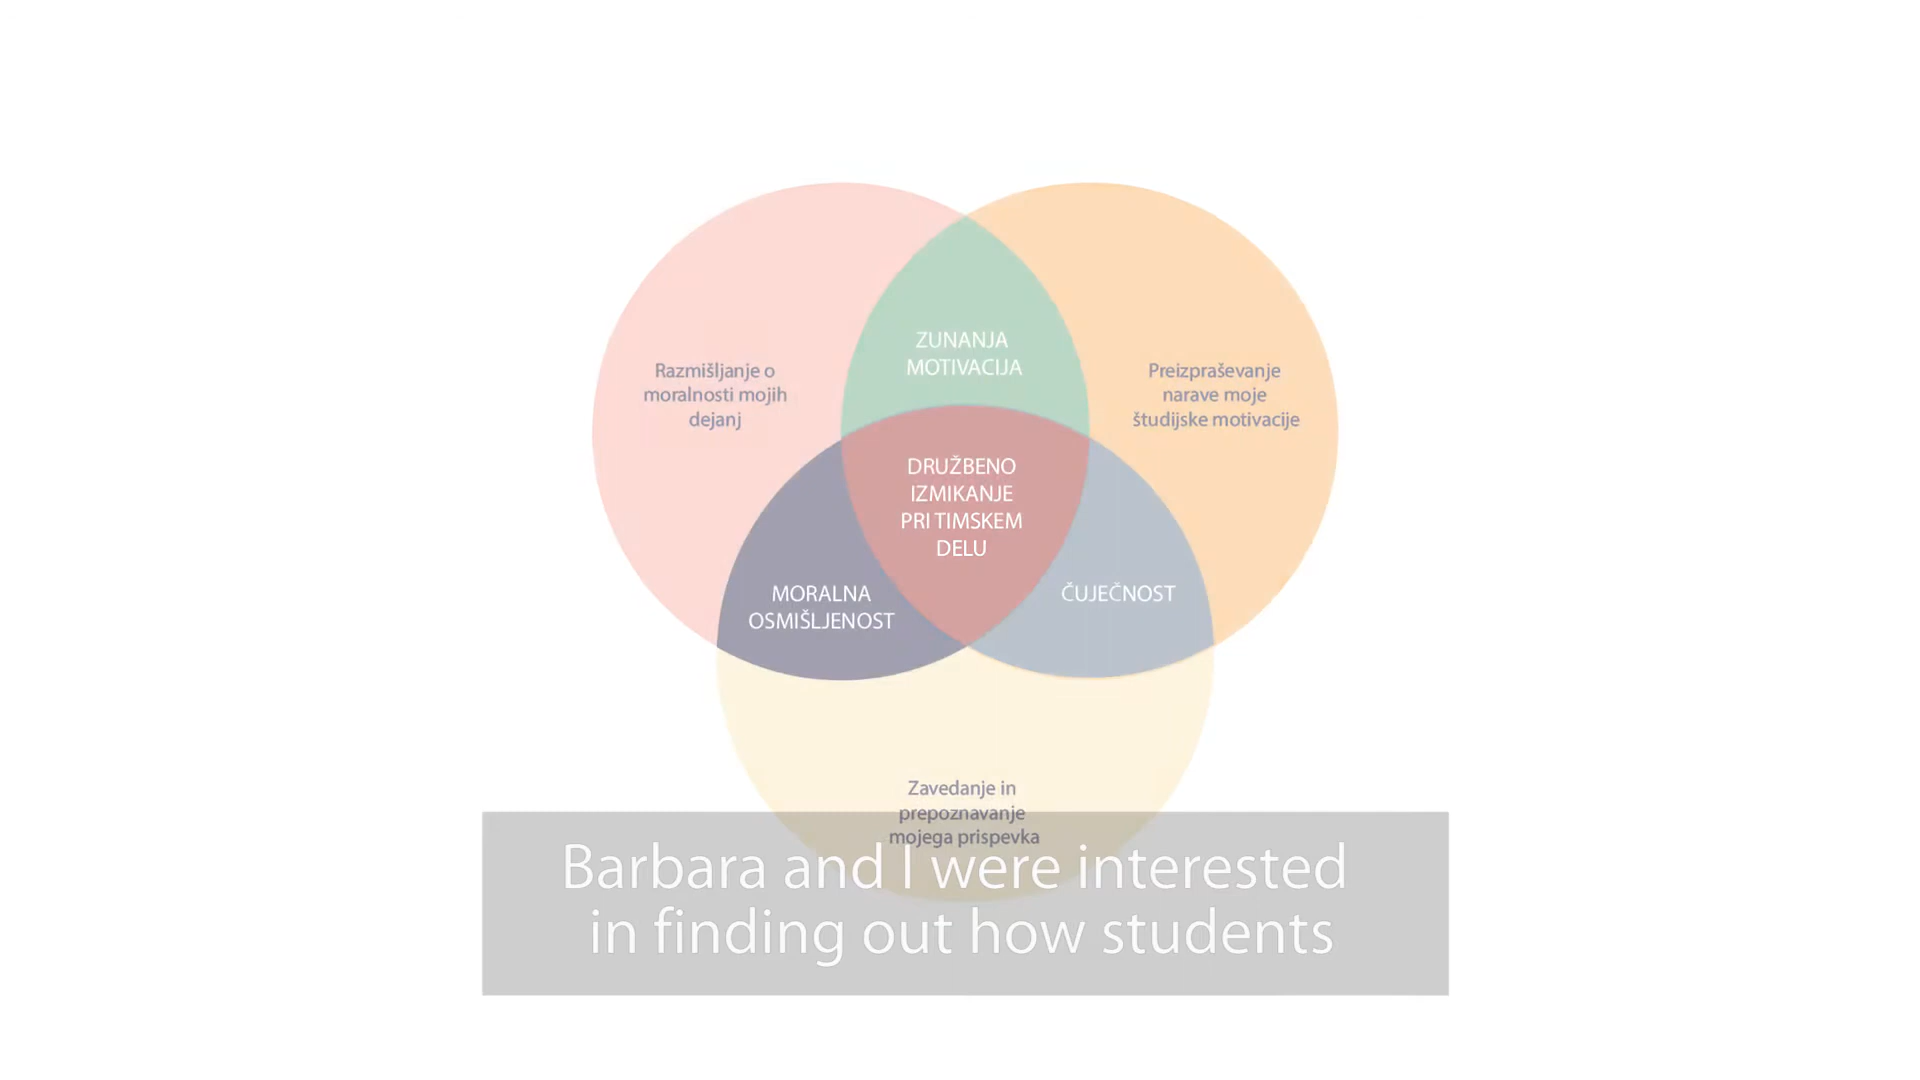 ZUNANJA
MOTIVACIJA
Razmišljanje o
moralnosti mojih
dejanj
Preizpraševanje
narave moje
študijske motivacije
DRUŽBENO
IZMIKANJE
PRI TIMSKEM
DELU
MORALNA
OSMIŠLJENOST
ČUJEČNOST
Zavedanje in
prepoznavanje
mojega prispevka
Barbara and I were interested
in finding out how students